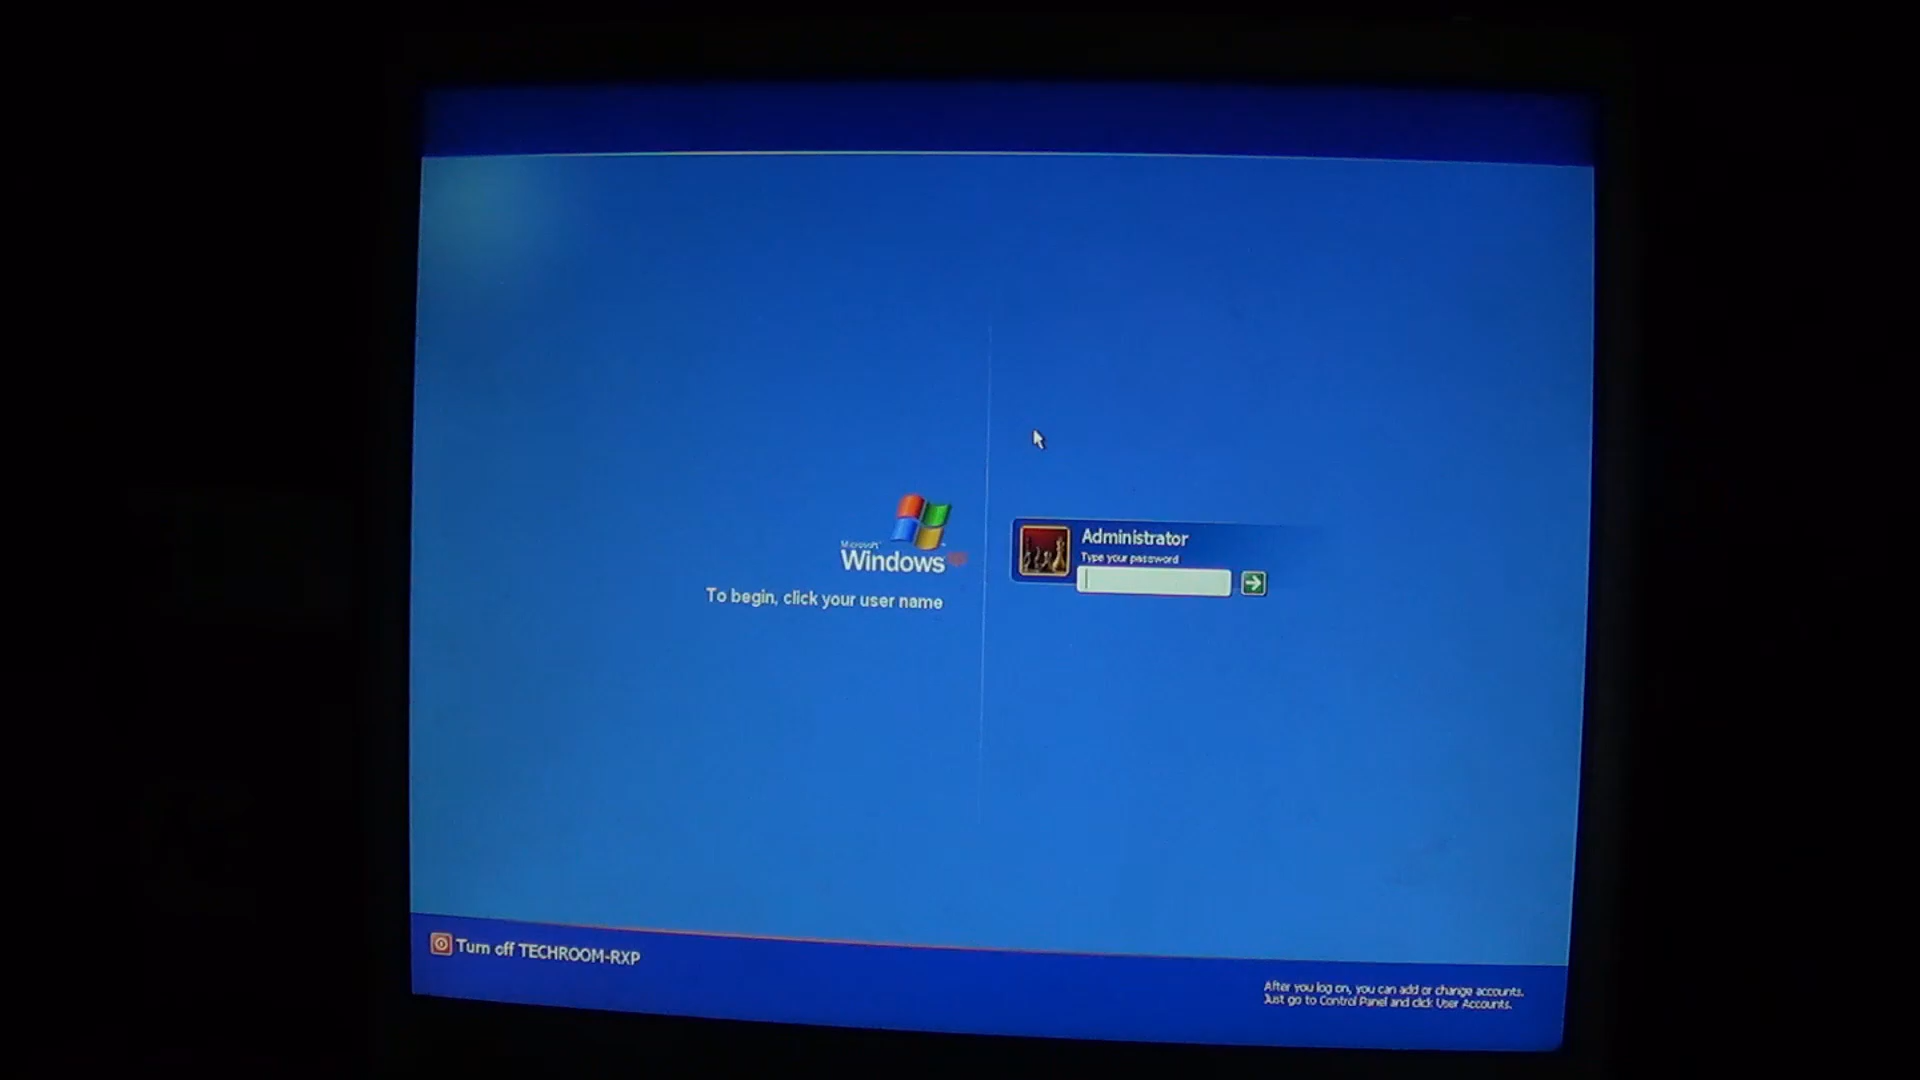 Administrator
Type your password
Microsoft
Windows xp
To begin, click your user name
Turn off TECHROOM-RXP
After you log on, you can add or change accounts.
Just go to Control Panel and click User Accounts.